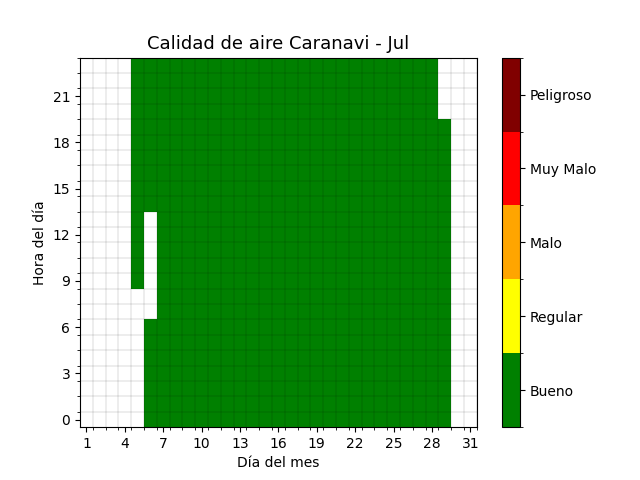 Calidad de aire Caranavi - Jul
Hora del día
21
18
15
12
9
6
3
0
1 4 7 10 13 16 19 22 25 28 31
Día del mes
Peligroso
Muy Malo
Malo
Regular
Bueno